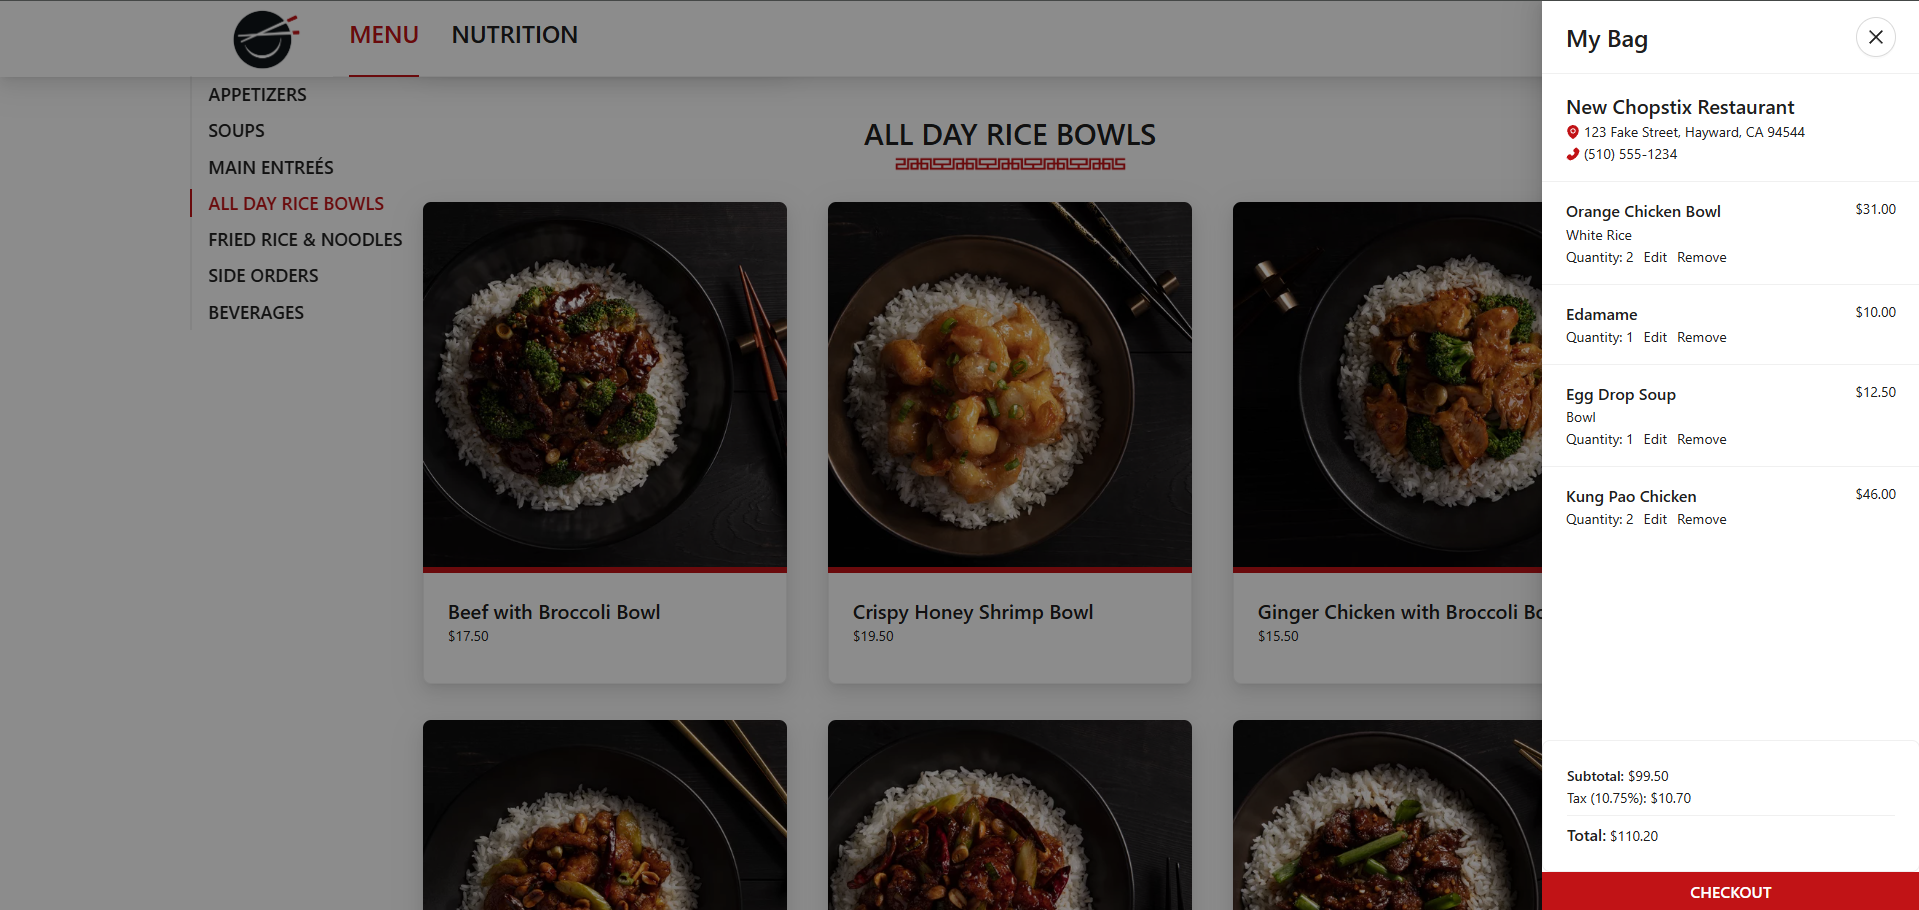 MENU
NUTRITION
APPETIZERS
SOUPS
MAIN ENTREÉS
ALL DAY RICE BOWLS
FRIED RICE & NOODLES
SIDE ORDERS
BEVERAGES
ALL DAY RICE BOWLS
Beef with Broccoli Bowl
$17.50
Crispy Honey Shrimp Bowl
$19.50
Ginger Chicken with Broccoli Bo
$15.50
My Bag
New Chopstix Restaurant
123 Fake Street, Hayward, CA 94544
(510) 555-1234
Orange Chicken Bowl $31.00
White Rice
Quantity: 2 Edit Remove
Edamame $10.00
Quantity: 1 Edit Remove
Egg Drop Soup $12.50
Bowl
Quantity: 1 Edit Remove
Kung Pao Chicken $46.00
Quantity: 2 Edit Remove
Subtotal: $99.50
Tax (10.75%): $10.70
Total: $110.20
CHECKOUT